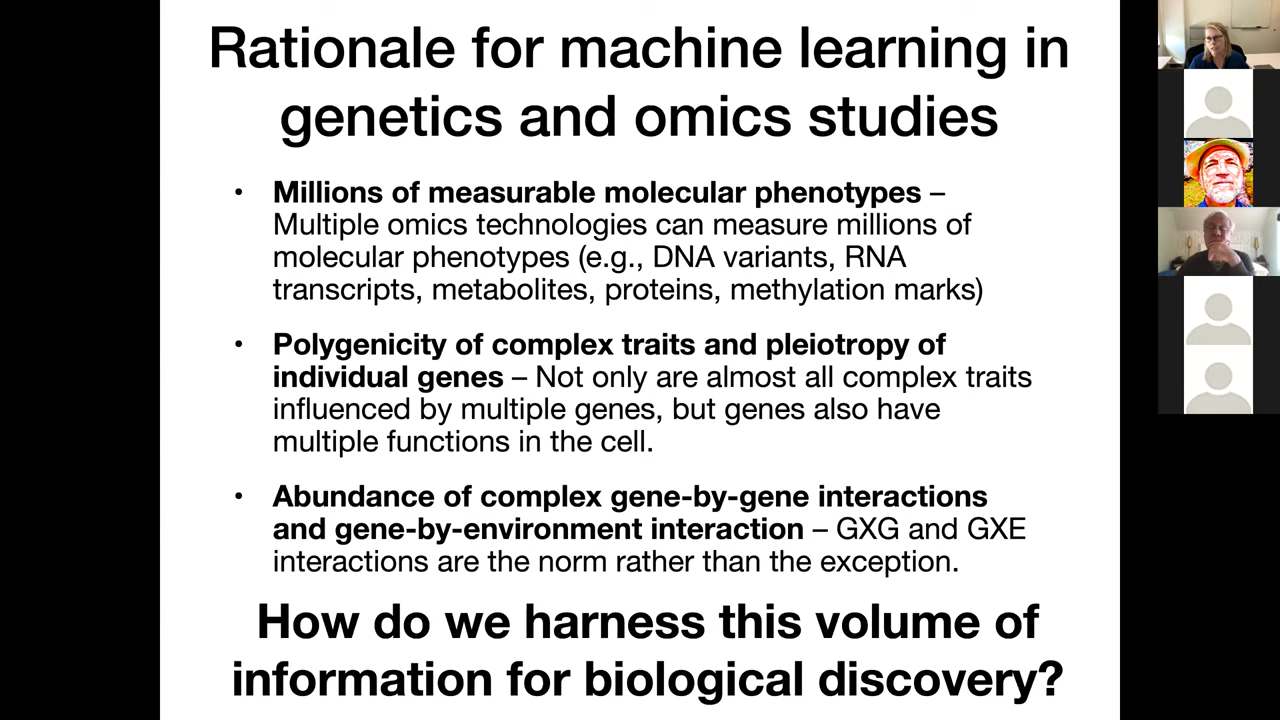 Rationale for machine learning in
genetics and omics studies
• Millions of measurable molecular phenotypes –
Multiple omics technologies can measure millions of
molecular phenotypes (e.g., DNA variants, RNA
transcripts, metabolites, proteins, methylation marks)
• Polygenicity of complex traits and pleiotropy of
individual genes – Not only are almost all complex traits
influenced by multiple genes, but genes also have
multiple functions in the cell.
• Abundance of complex gene-by-gene interactions
and gene-by-environment interaction – GXG and GXE
interactions are the norm rather than the exception.
How do we harness this volume of
information for biological discovery?